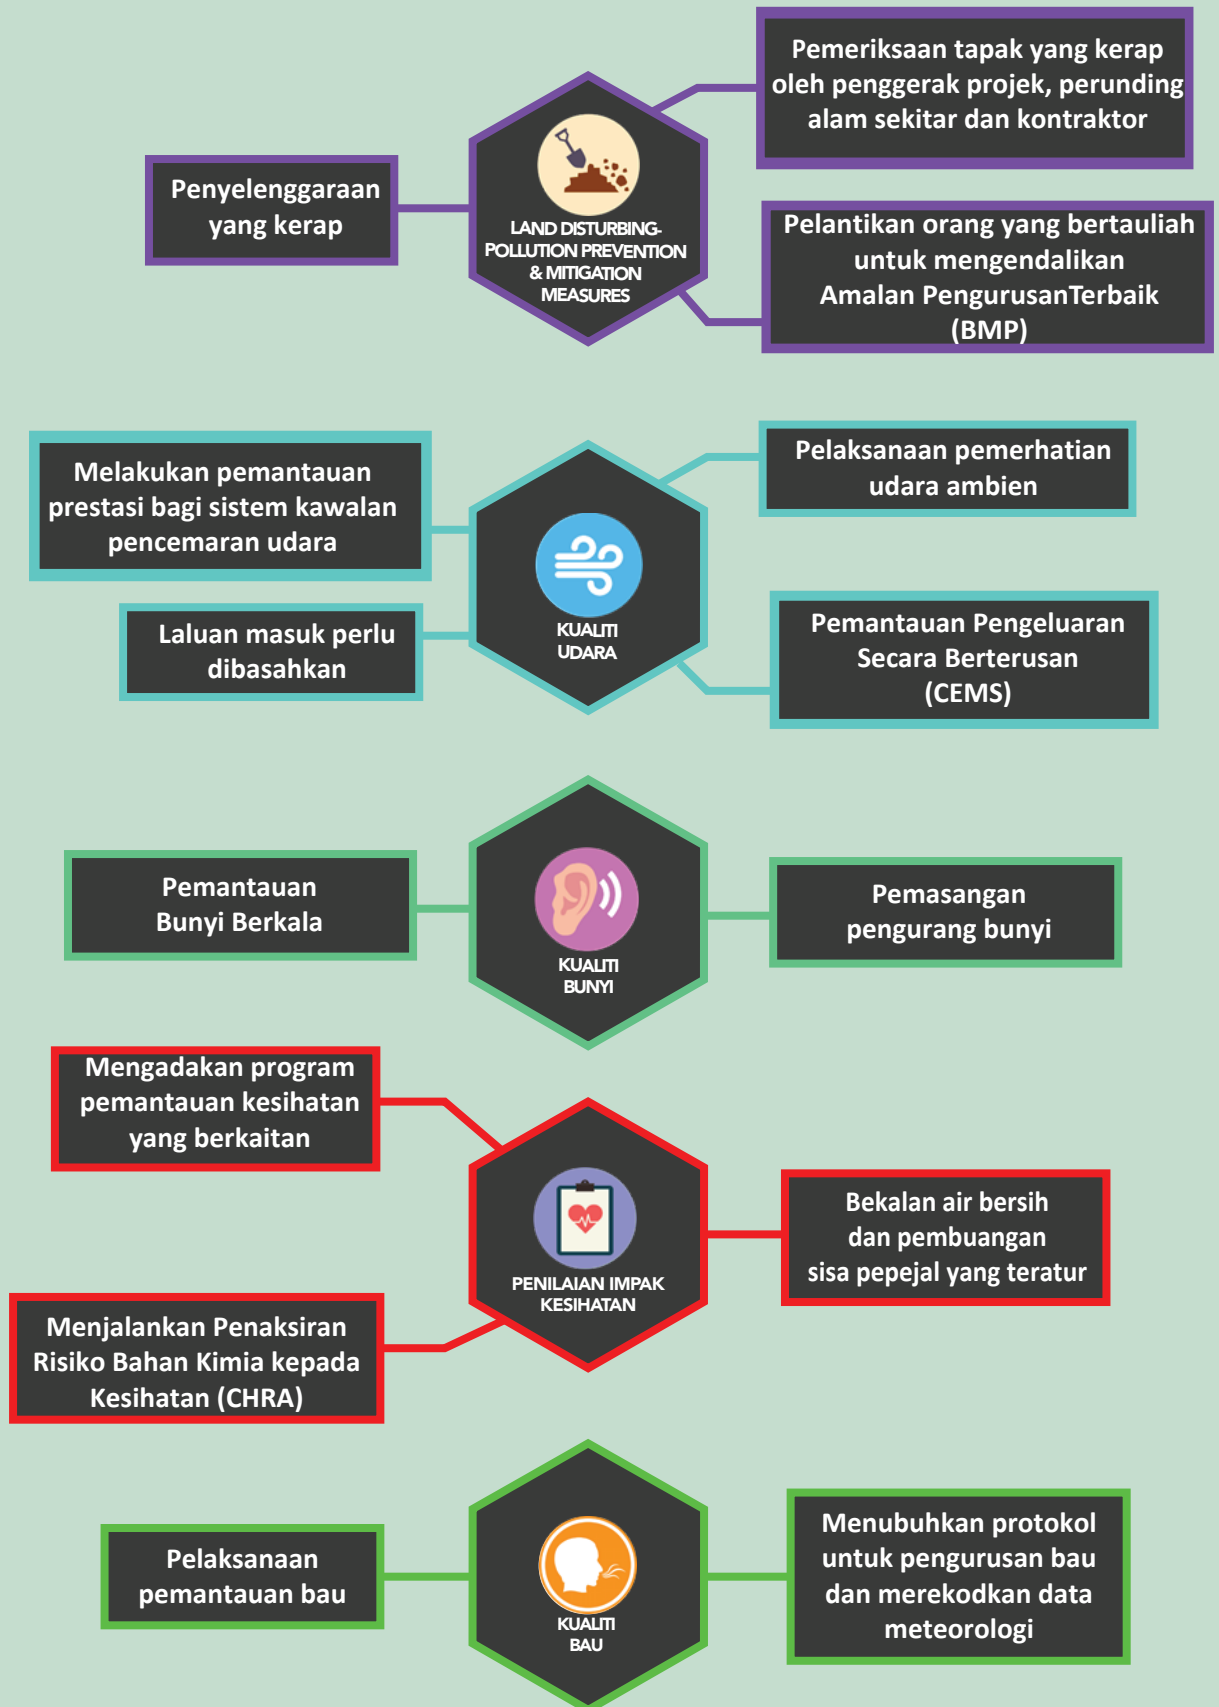 Pemeriksaan tapak yang kerap
oleh penggerak projek, perunding
alam sekitar dan kontraktor
Penyelenggaraan
yang kerap
LAND DISTURBING-
POLLUTION PREVENTION
& MITIGATION
MEASURES
Pelantikan orang yang bertauliah
untuk mengendalikan
Amalan PengurusanTerbaik
(BMP)
Melakukan pemantauan
prestasi bagi sistem kawalan
pencemaran udara
Pelaksanaan pemerhatian
udara ambien
Laluan masuk perlu
dibasahkan
KUALITI
UDARA
Pemantauan Pengeluaran
Secara Berterusan
(CEMS)
Pemantauan
Bunyi Berkala
KUALITI
BUNYI
Pemasangan
pengurang bunyi
Mengadakan program
pemantauan kesihatan
yang berkaitan
PENILAIAN IMPAK
KESIHATAN
Bekalan air bersih
dan pembuangan
sisa pepejal yang teratur
Menjalankan Penaksiran
Risiko Bahan Kimia kepada
Kesihatan (CHRA)
Pelaksanaan
pemantauan bau
KUALITI
BAU
Menubuhkan protokol
untuk pengurusan bau
dan merekodkan data
meteorologi